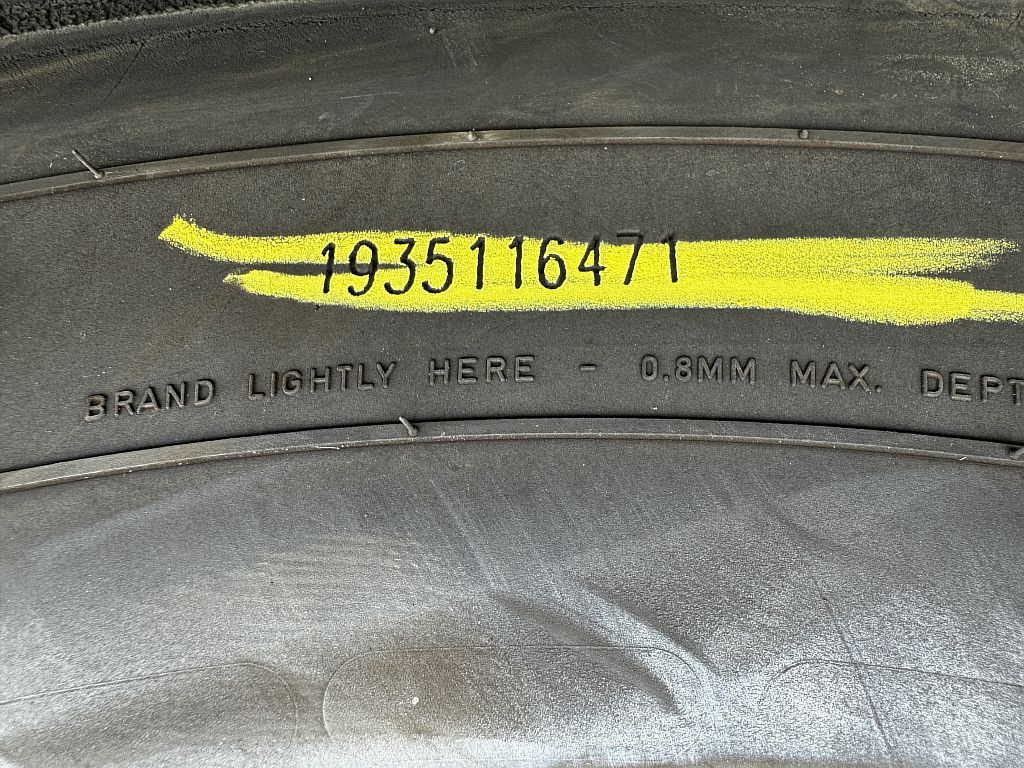 1935116471
BRAND LIGHTLY HERE - 0.8MM MAX. DEPT